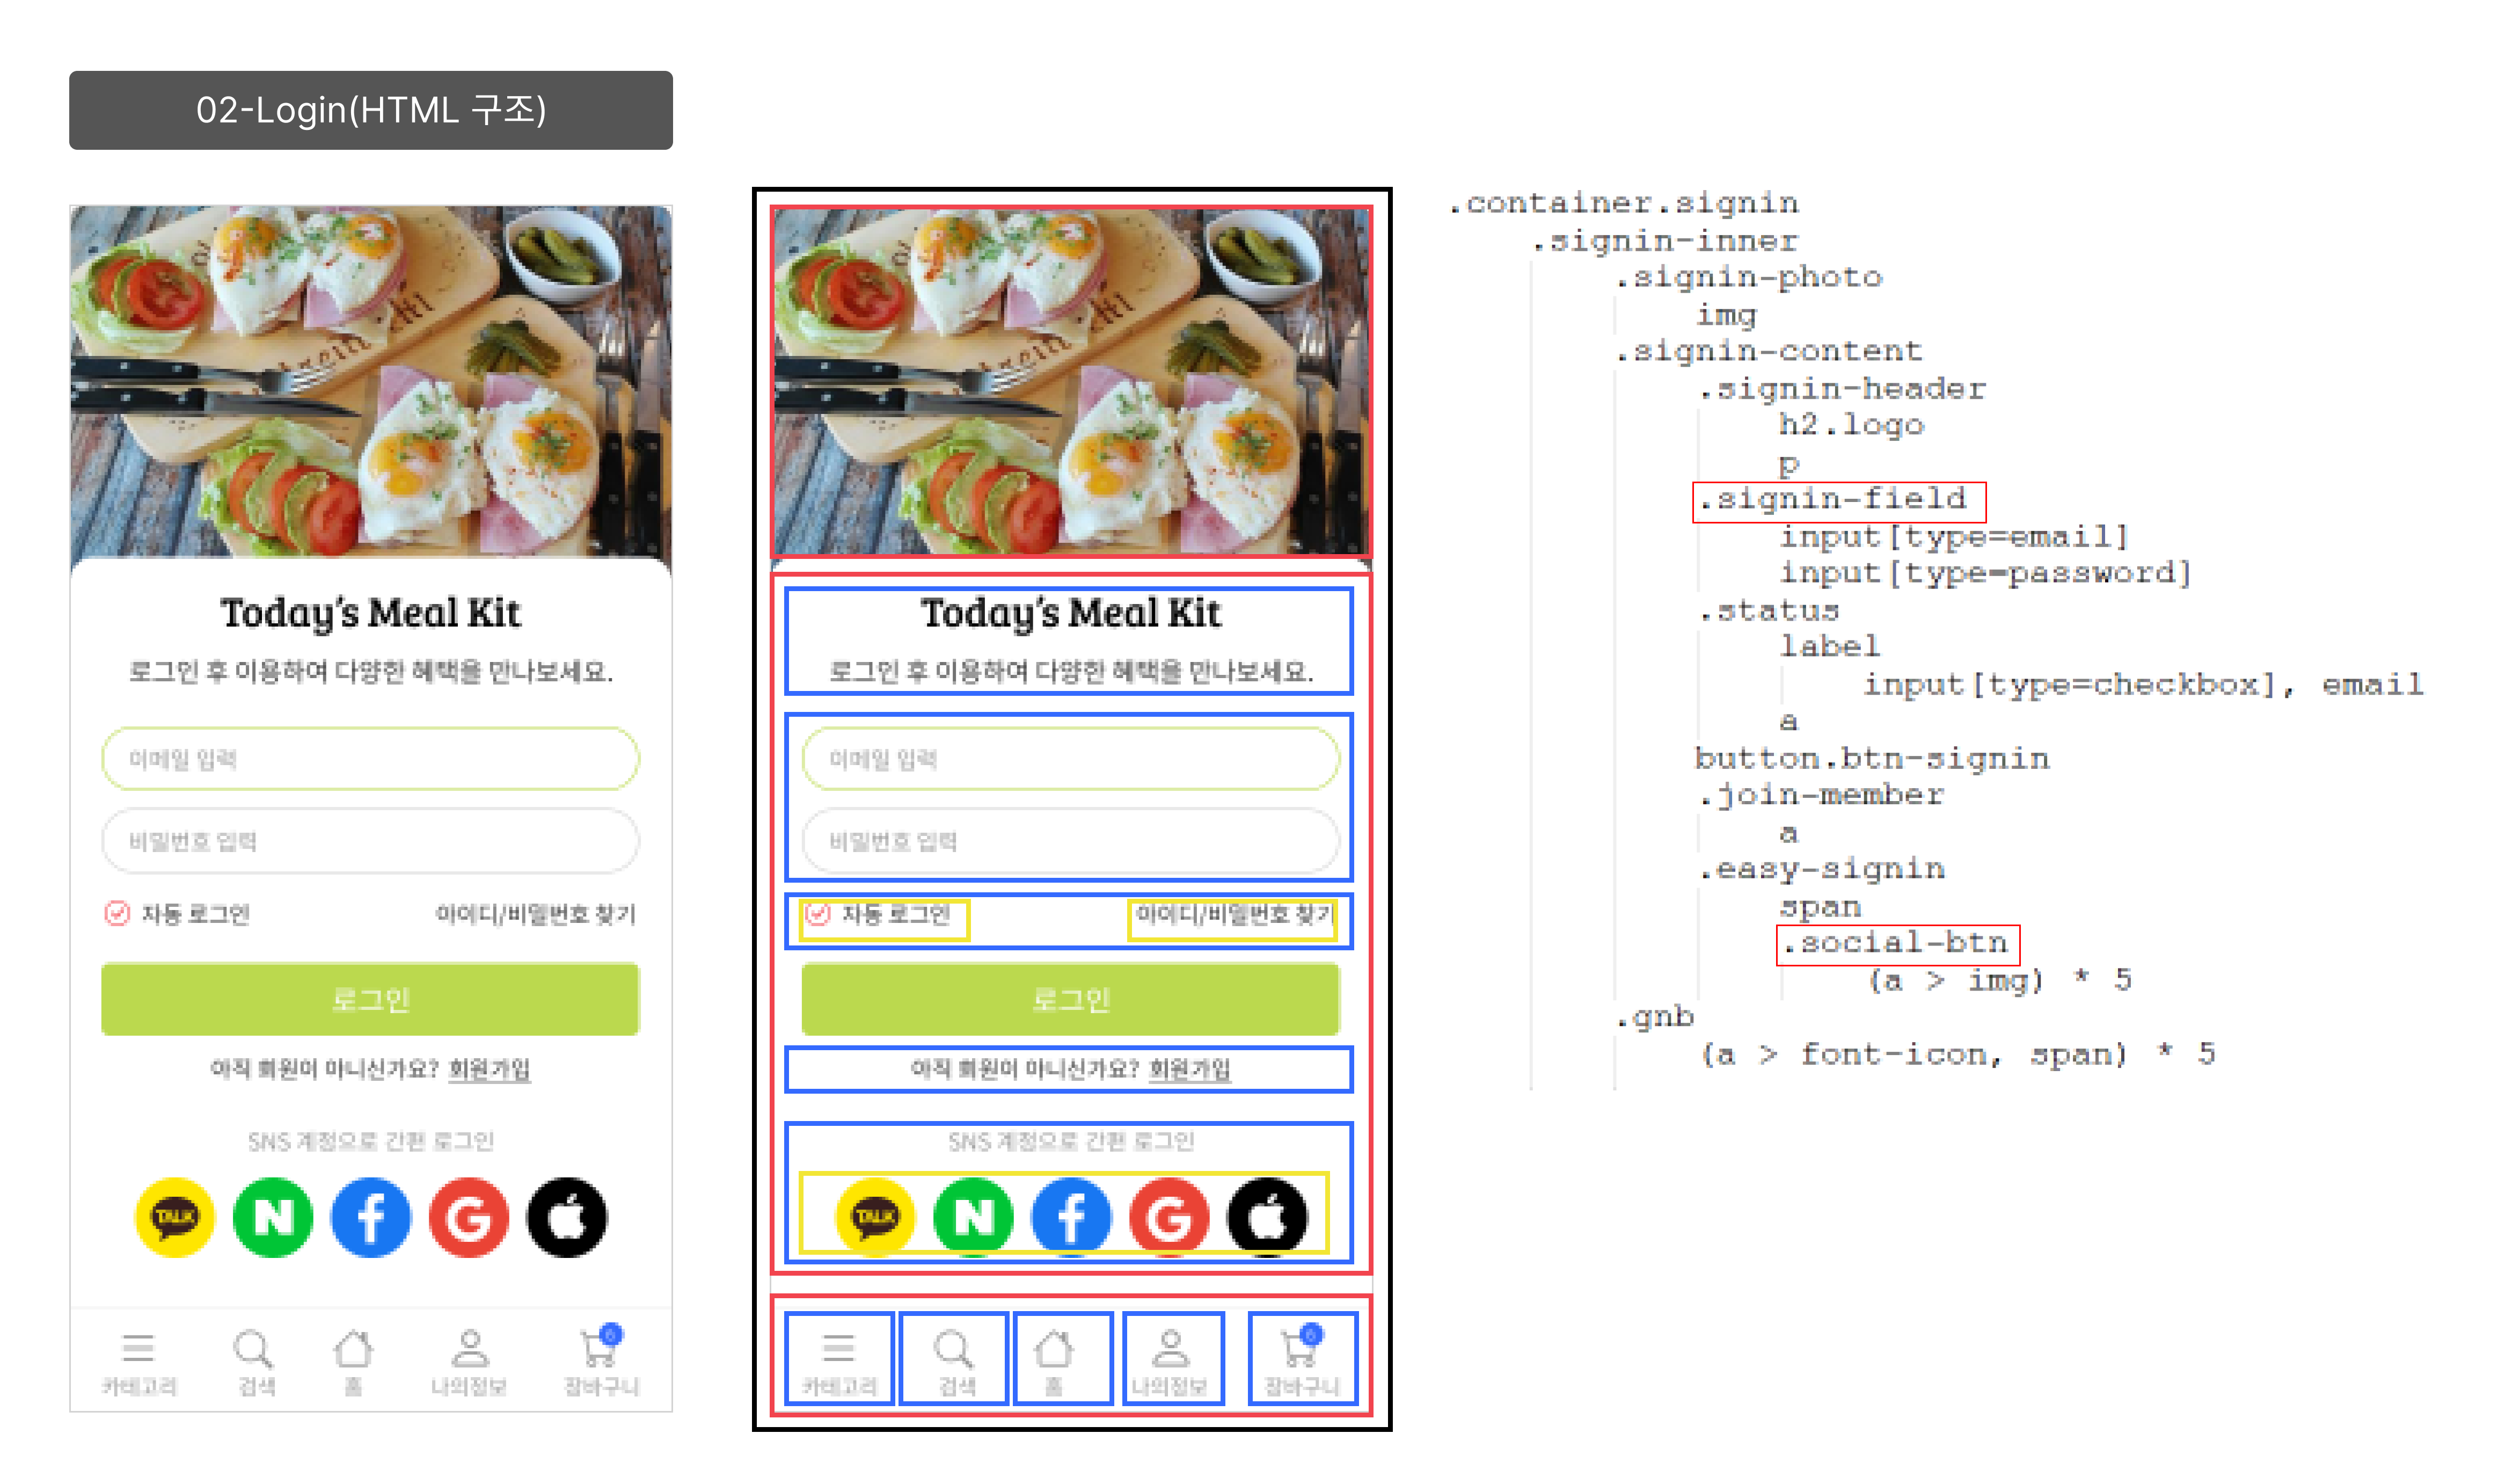 02-Login(HTML 구조)
Today's Meal Kit
로그인 후 이용하여 다양한 혜택을 만나보세요.
이메일 입력
비밀번호 입력
자동 로그인 아이디/비밀번호 찾기
로그인
아직 회원이 아니신가요? 회원가입
SNS 계정으로 간편 로그인
TALK
카테고리 검색 홈 나의정보 장바구니
Today's Meal Kit
로그인 후 이용하여 다양한 혜택을 만나보세요.
이메일 입력
비밀번호 입력
자동 로그인 아이디/비밀번호 찾기
로그인
아직 회원이 아니신가요? 회원가입
SNS 계정으로 간편 로그인
TALK
카테고리 검색 홈 나의정보 장바구니
.container.signin
.signin-inner
.signin-photo
img
.signin-content
.signin-header
h2.logo
p
.signin-field
input[type=email]
input[type=password]
.status
label
input[type=checkbox], email
a
button.btn-signin
.join-member
a
.easy-signin
span
.social-btn
(a > img) * 5
.gnb
(a > font-icon, span) * 5